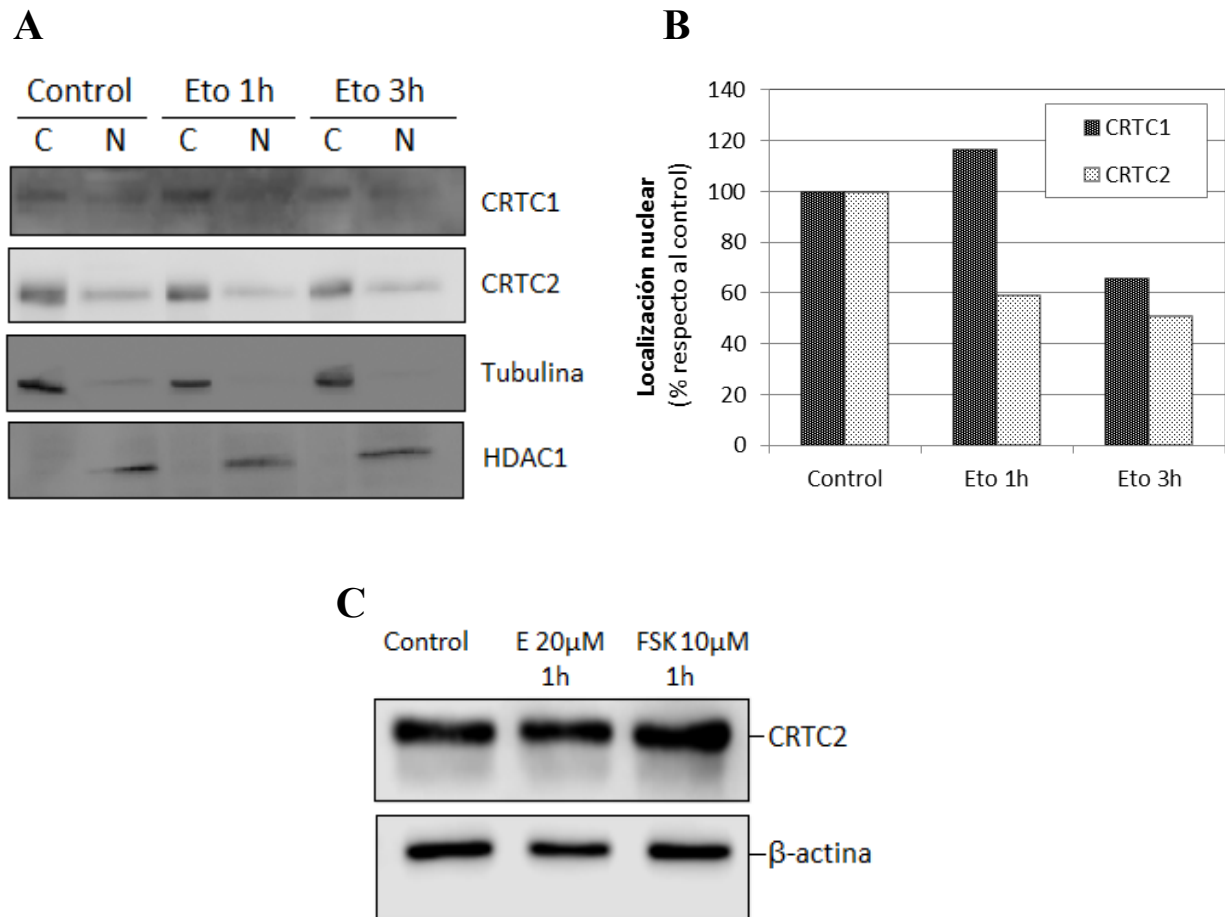 A
Control Eto 1h Eto 3h
C N C N C N
CRTC1
CRTC2
Tubulina
HDAC1
B
Localización nuclear
(% respecto al control)
140
120
100
80
60
40
20
0
CRTC1
CRTC2
Control Eto 1h Eto 3h
C
Control E 20µM FSK 10µM
1h 1h
CRTC2
β-actina